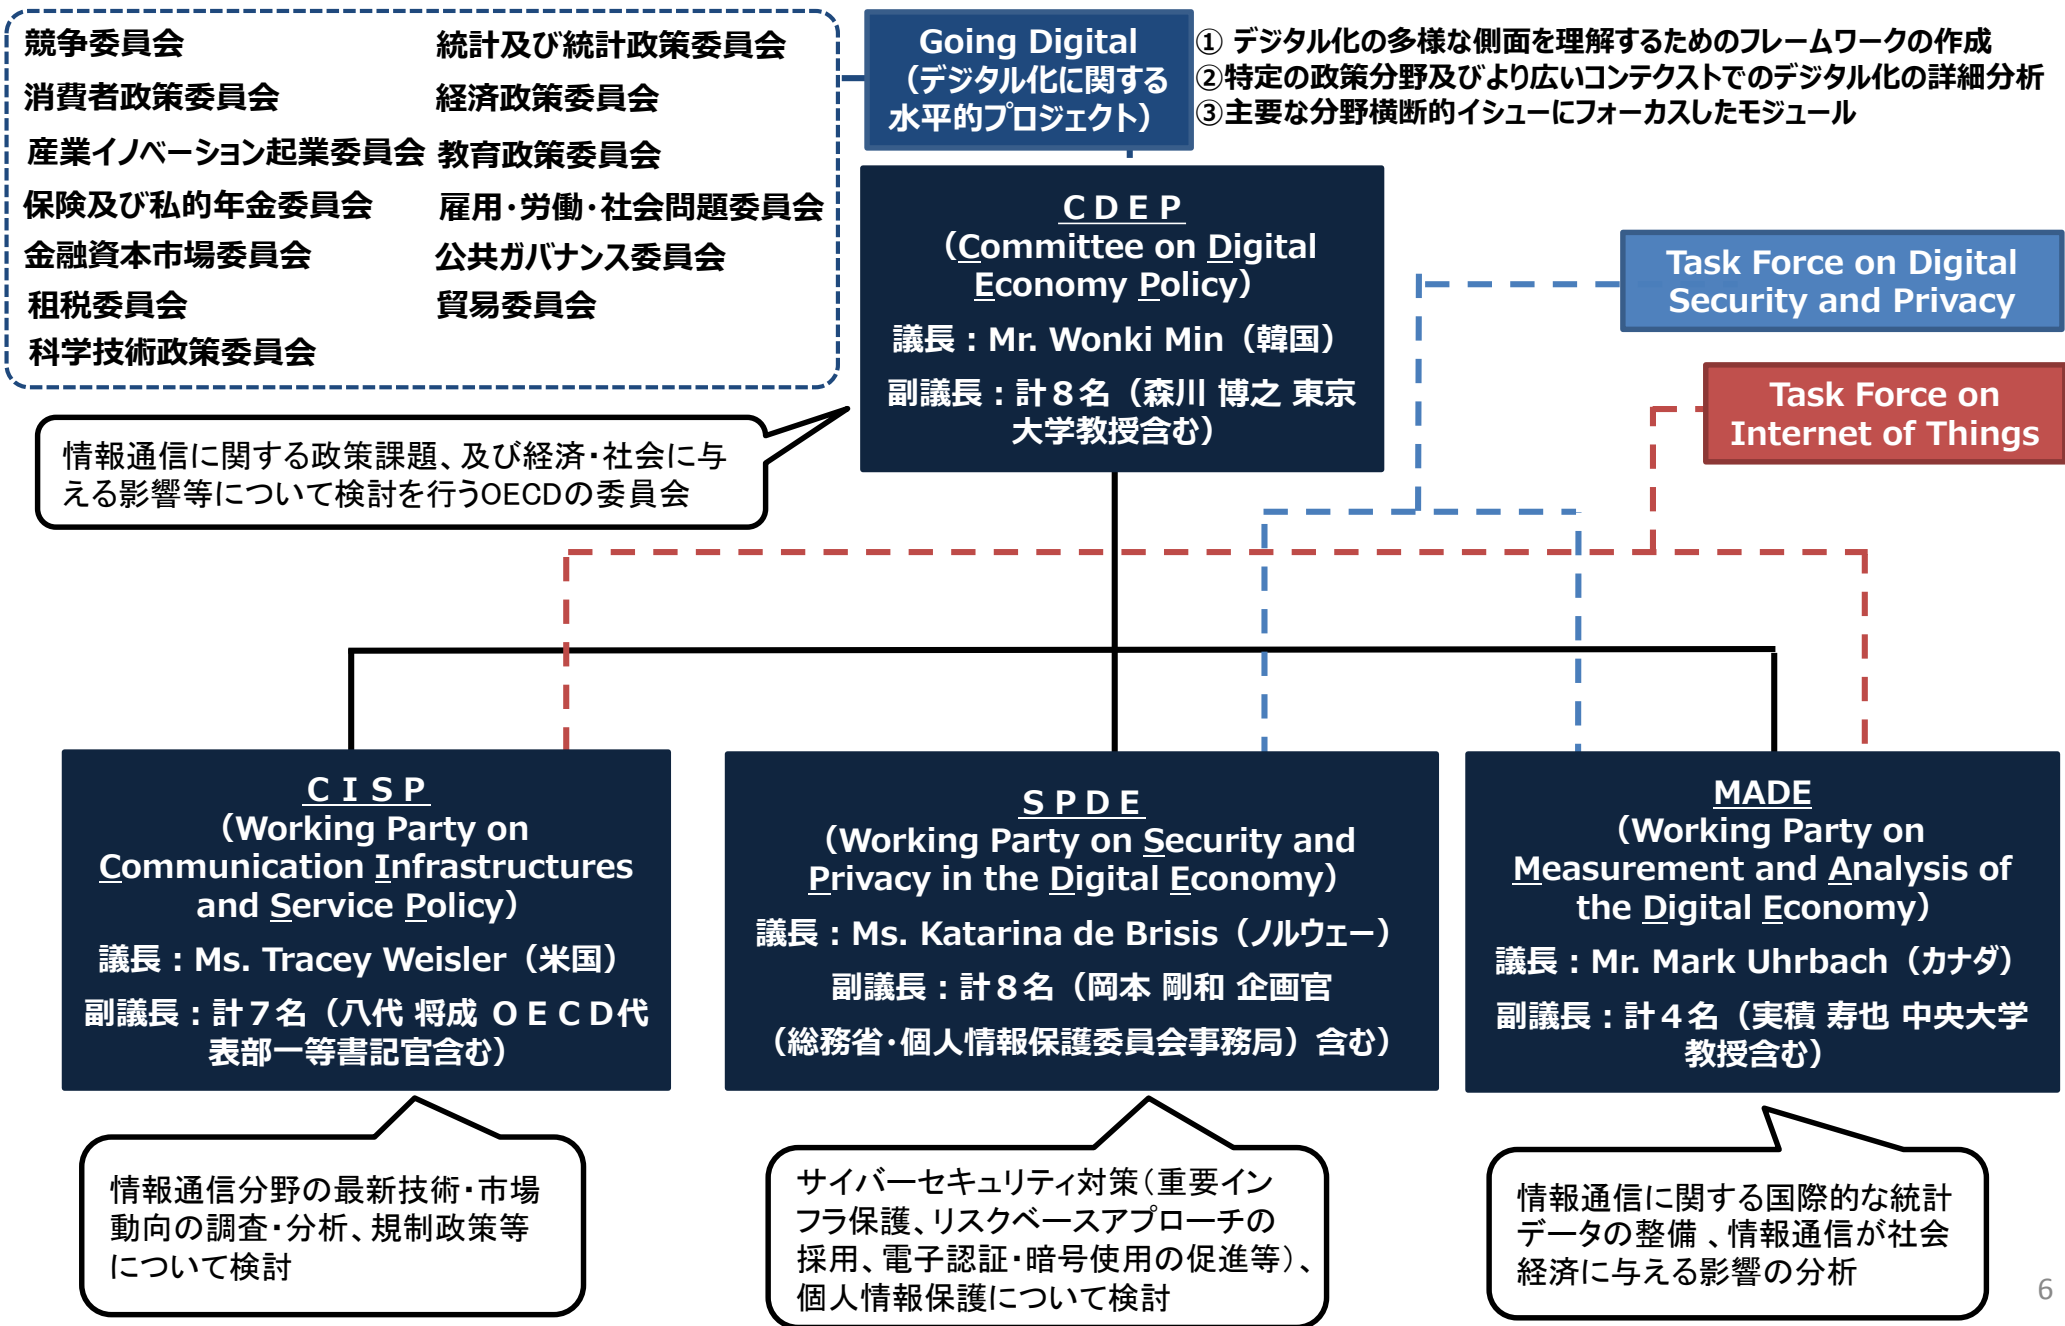 競争委員会
消費者政策委員会
産業イノベーション起業委員会
保険及び私的年金委員会
金融資本市場委員会
租税委員会
科学技術政策委員会
統計及び統計政策委員会
経済政策委員会
教育政策委員会
雇用・労働・社会問題委員会
公共ガバナンス委員会
貿易委員会
Going Digital
（デジタル化に関する
水平的プロジェクト）
① デジタル化の多様な側面を理解するためのフレームワークの作成
②特定の政策分野及びより広いコンテクストでのデジタル化の詳細分析
③主要な分野横断的イシューにフォーカスしたモジュール
ＣＤＥＰ
（Committee on Digital
Economy Policy）
議長：Mr. Wonki Min（韓国）
副議長：計８名（森川 博之 東京
大学教授含む）
Task Force on Digital
Security and Privacy
Task Force on
Internet of Things
情報通信に関する政策課題、及び経済・社会に与
える影響等について検討を行うOECDの委員会
ＣＩＳＰ
（Working Party on
Communication Infrastructures
and Service Policy）
議長：Ms. Tracey Weisler（米国）
副議長：計７名（八代 将成 ＯＥＣＤ代
表部一等書記官含む）
ＳＰＤＥ
（Working Party on Security and
Privacy in the Digital Economy）
議長：Ms. Katarina de Brisis（ノルウェー）
副議長：計８名（岡本 剛和 企画官
（総務省・個人情報保護委員会事務局）含む）
MADE
（Working Party on
Measurement and Analysis of
the Digital Economy）
議長：Mr. Mark Uhrbach（カナダ）
副議長：計４名（実積 寿也 中央大学
教授含む）
情報通信分野の最新技術・市場
動向の調査・分析、規制政策等
について検討
サイバーセキュリティ対策（重要イン
フラ保護、リスクベースアプローチの
採用、電子認証・暗号使用の促進等）、
個人情報保護について検討
情報通信に関する国際的な統計
データの整備 、情報通信が社会
経済に与える影響の分析
6